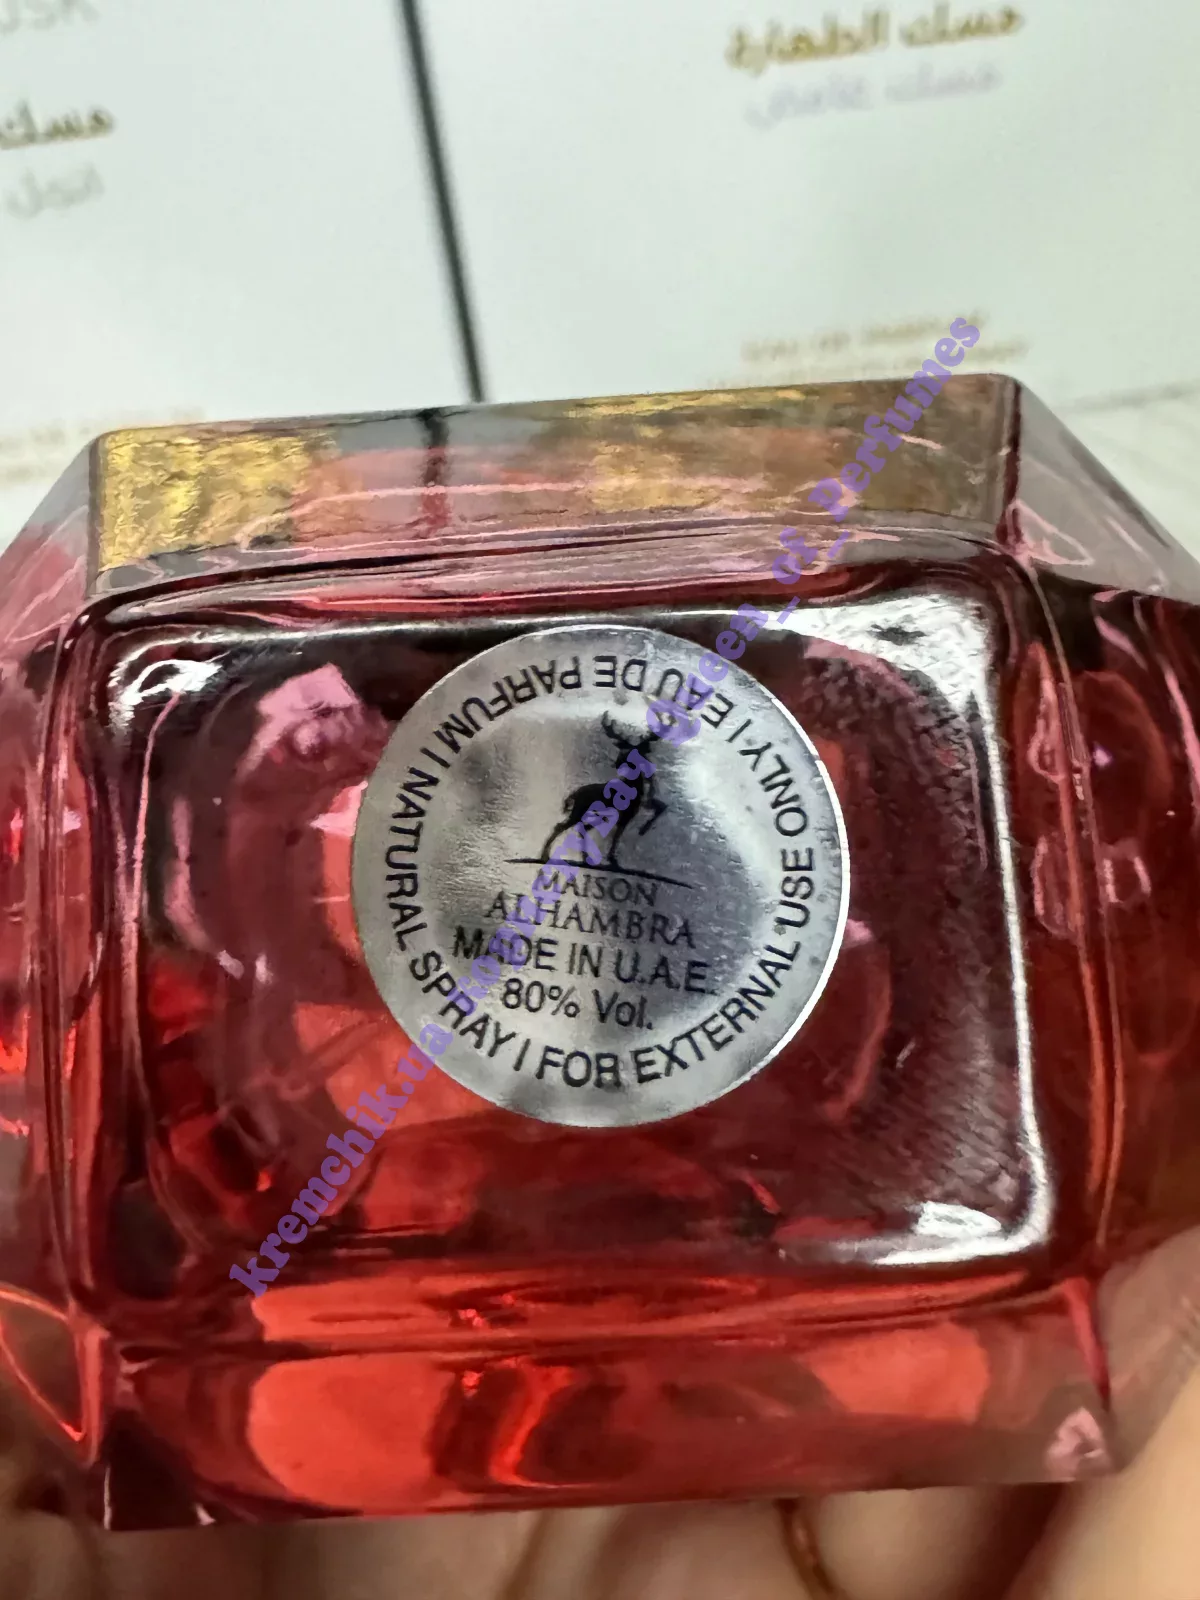 مسك الطهارة
مسك
EAU DE PARFUM | NATURAL SPRAY | FOR EXTERNAL USE ONLY |
MAISON
ALHAMBRA
MADE IN U.A.E.
80% Vol.
kremchik.ua Queen_of_Perfumes